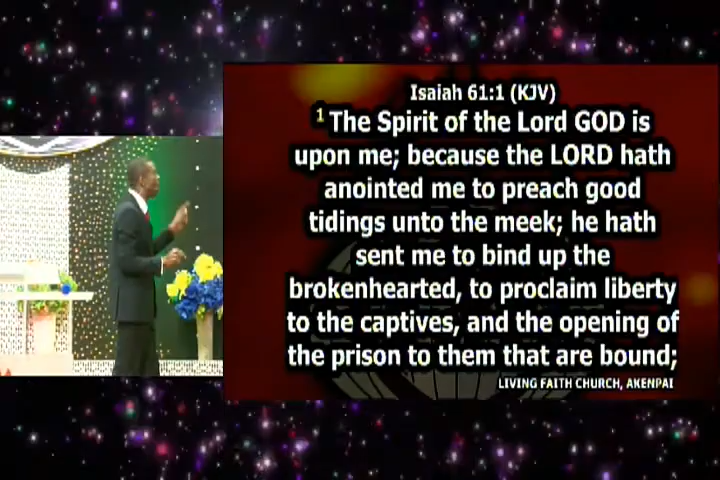 Isaiah 61:1 (KJV)
1 The Spirit of the Lord GOD is
upon me; because the LORD hath
anointed me to preach good
tidings unto the meek; he hath
sent me to bind up the
brokenhearted, to proclaim liberty
to the captives, and the opening of
the prison to them that are bound;
LIVING FAITH CHURCH, AKENPAI